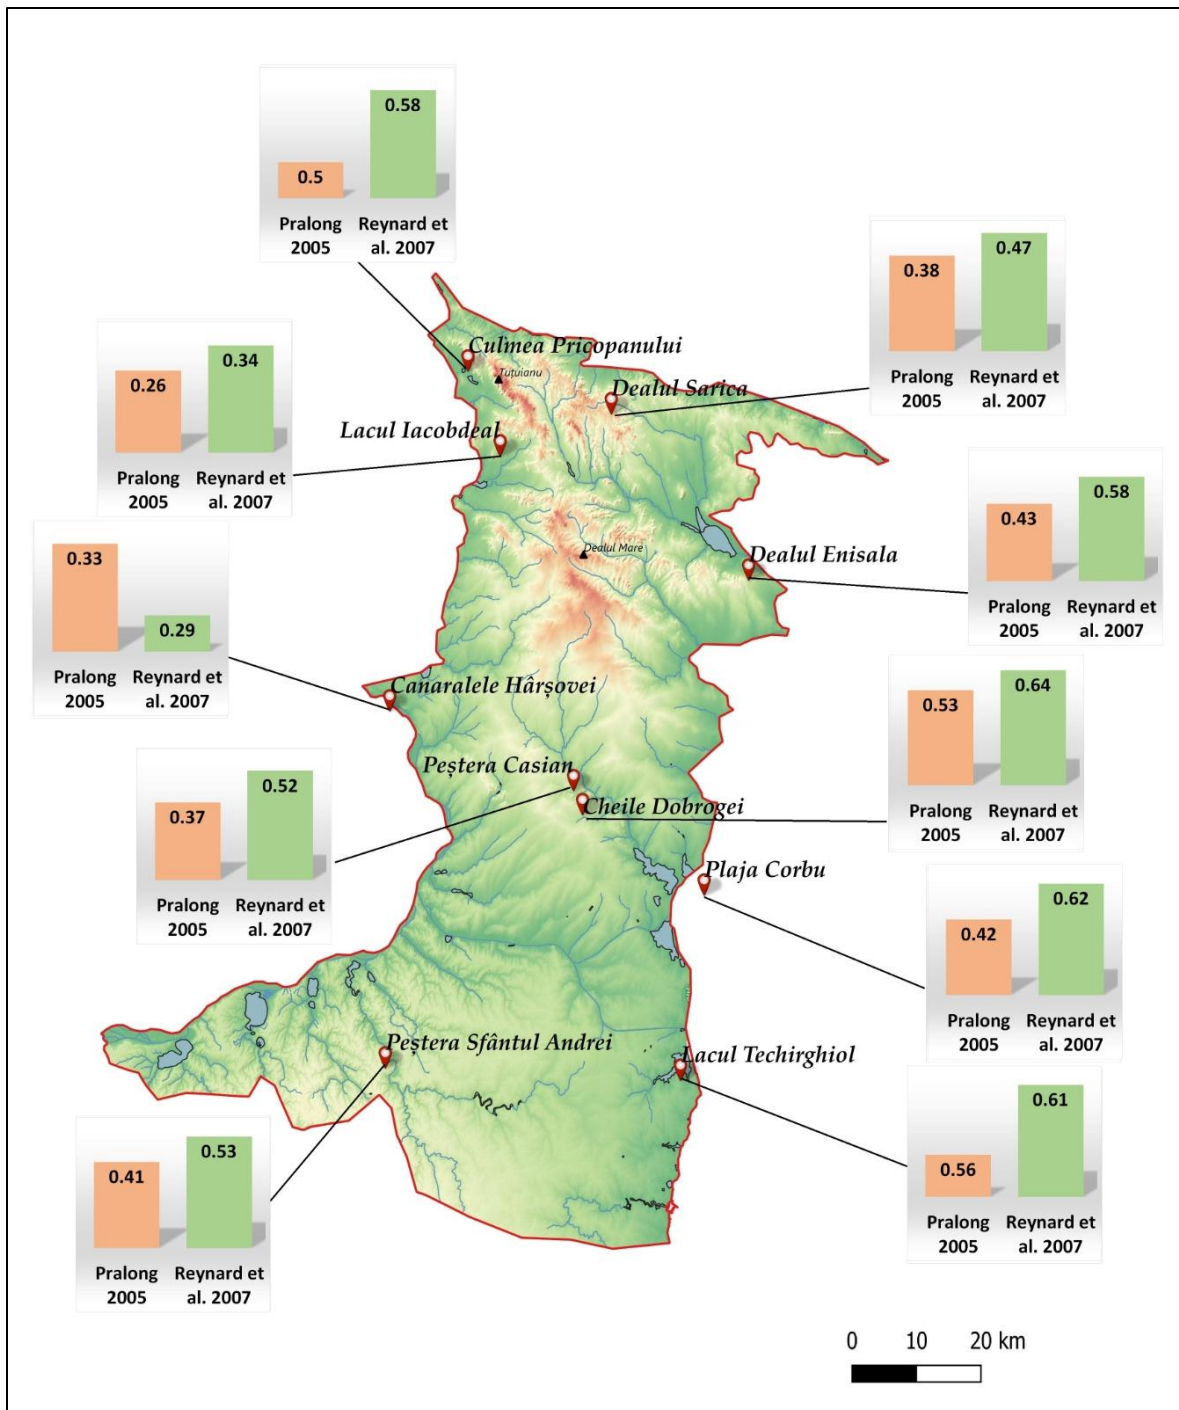 0.58
0.5
Pralong
2005
Reynard et
al. 2007
0.47
0.38
Pralong
2005
Reynard et
al. 2007
Culmea Pricopanului
Țuțuianu
Dealul Sarica
0.34
0.26
Pralong
2005
Reynard et
al. 2007
Lacul Iacobdeal
0.58
0.43
Pralong
2005
Reynard et
al. 2007
Dealul Mare
Dealul Enisala
0.33
0.29
Pralong
2005
Reynard et
al. 2007
Canaralele Hârșovei
0.64
0.53
Pralong
2005
Reynard et
al. 2007
Peștera Casian
Cheile Dobrogei
0.52
0.37
Pralong
2005
Reynard et
al. 2007
Plaja Corbu
0.62
0.42
Pralong
2005
Reynard et
al. 2007
Peștera Sfântul Andrei
Lacul Techirghiol
0.61
0.56
Pralong
2005
Reynard et
al. 2007
0.53
0.41
Pralong
2005
Reynard et
al. 2007
0 10 20 km